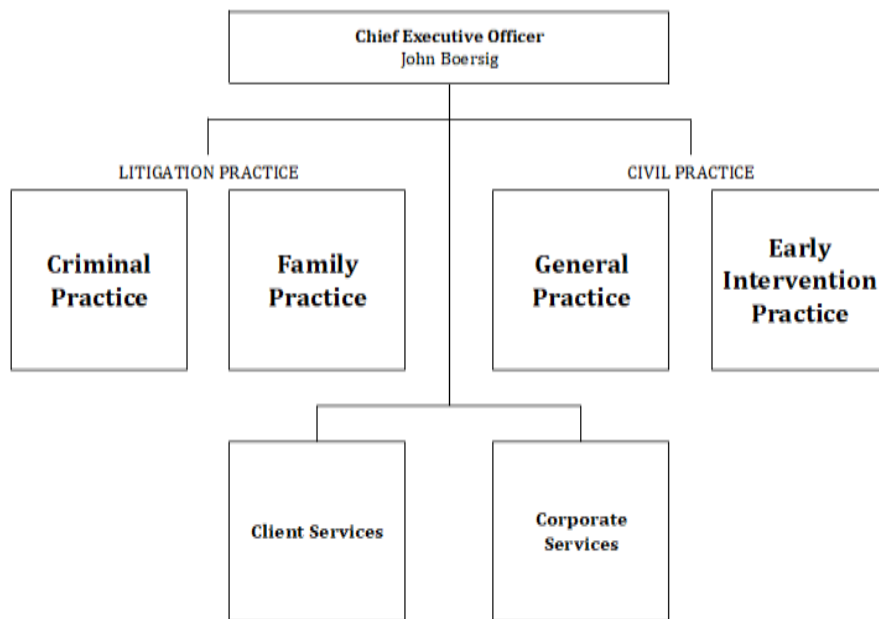 Chief Executive Officer
John Boersig
LITIGATION PRACTICE
CIVIL PRACTICE
Criminal
Practice
Family
Practice
General
Practice
Early
Intervention
Practice
Client Services
Corporate
Services